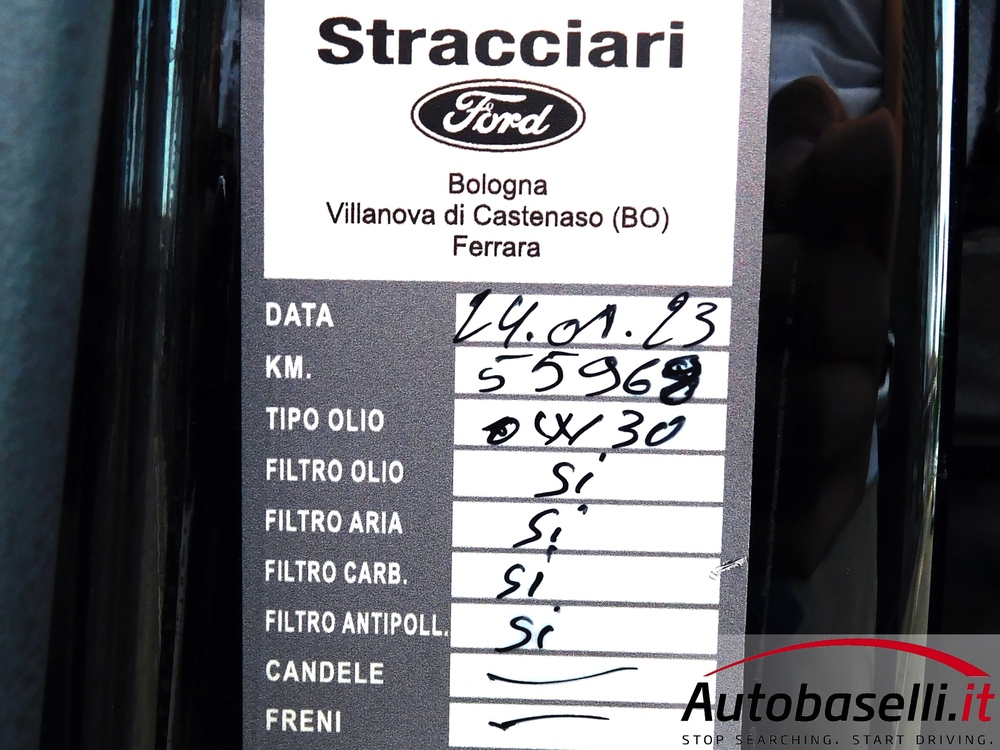 Stracciari
Ford
Bologna
Villanova di Castenaso (BO)
Ferrara
DATA 24.01.23
KM. 55968
TIPO OLIO 0W30
FILTRO OLIO si
FILTRO ARIA si
FILTRO CARB. si
FILTRO ANTIPOLL. si
CANDELE —
FRENI —
Autobaselli.it
STOP SEARCHING. START DRIVING.